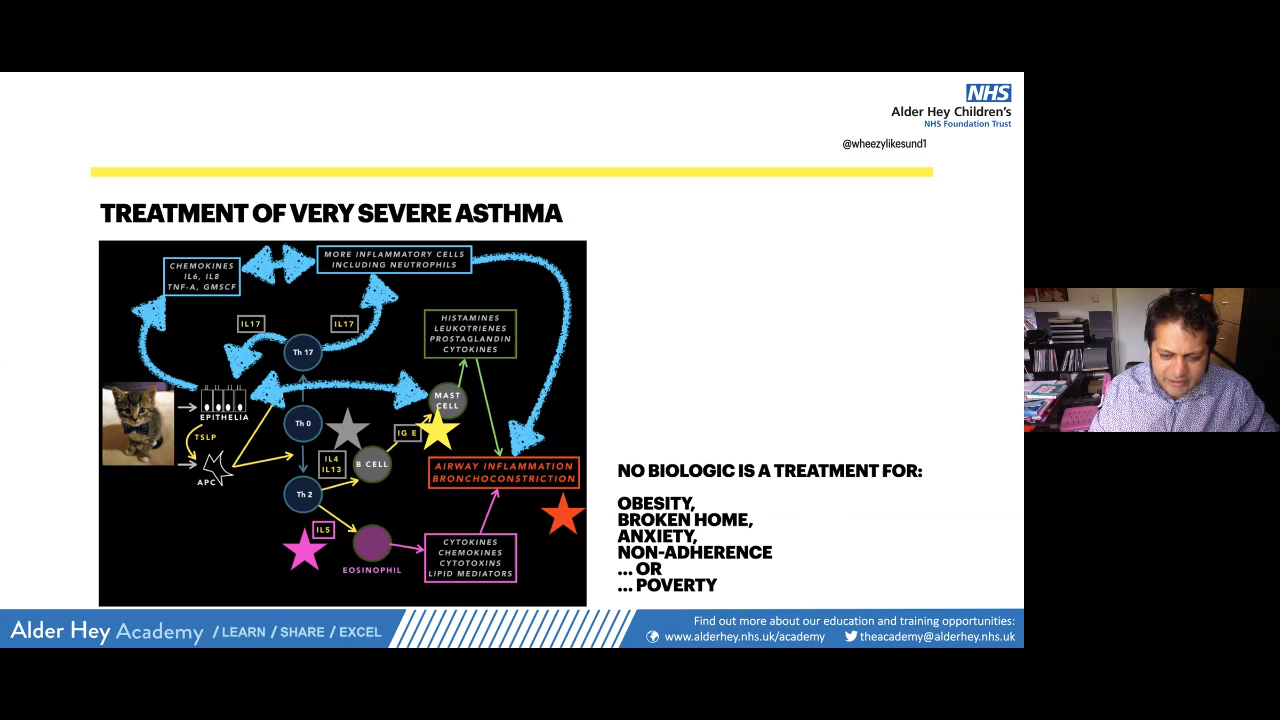 NHS
Alder Hey Children's
NHS Foundation Trust
@wheezylikesund1
TREATMENT OF VERY SEVERE ASTHMA
CHEMOKINES
IL6, IL8
TNF-A, GMSCF
MORE INFLAMMATORY CELLS
INCLUDING NEUTROPHILS
IL17
IL17
HISTAMINES
LEUKOTRIENES
PROSTAGLANDIN
CYTOKINES
Th 17
MAST
CELL
EPITHELIA
Th 0
IG E
TSLP
IL4
IL13
B CELL
AIRWAY INFLAMMATION
BRONCHOCONSTRICTION
APC
Th 2
IL5
EOSINOPHIL
CYTOKINES
CHEMOKINES
CYTOTOXINS
LIPID MEDIATORS
NO BIOLOGIC IS A TREATMENT FOR:
OBESITY,
BROKEN HOME,
ANXIETY,
NON-ADHERENCE
... OR
... POVERTY
Alder Hey Academy / LEARN / SHARE / EXCEL
Find out more about our education and training opportunities:
www.alderhey.nhs.uk/academy theacademy@alderhey.nhs.uk